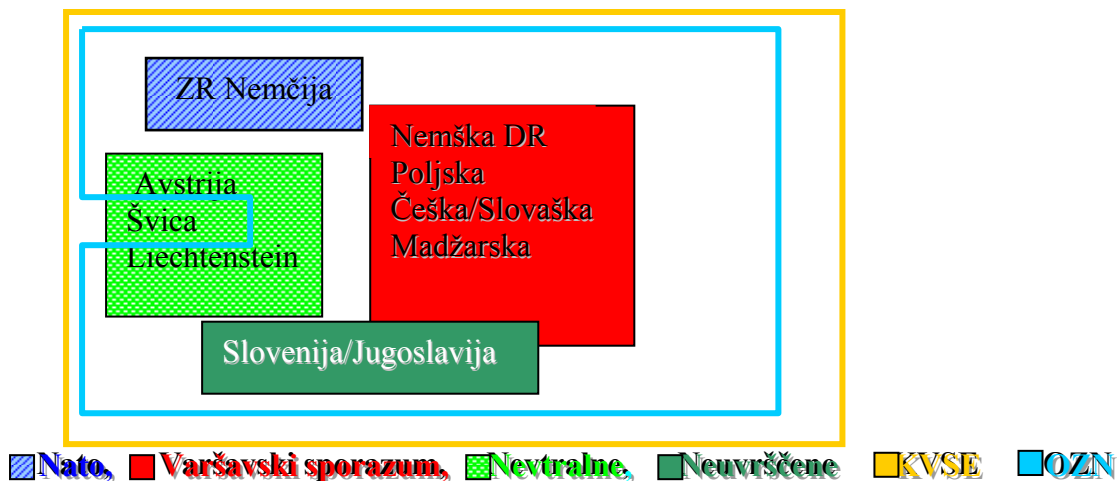 ZR Nemčija
Nemška DR
Poljska
Češka/Slovaška
Madžarska
Avstrija
Švica
Liechtenstein
Slovenija/Jugoslavija
Nato, Varšavski sporazum, Nevtralne, Neuvrščene KVSE OZN